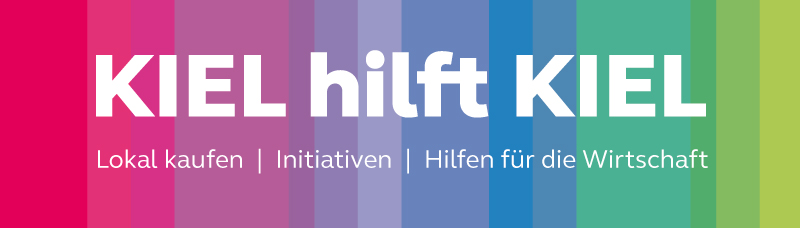 KIEL hilft KIEL
Lokal kaufen | Initiativen | Hilfen für die Wirtschaft